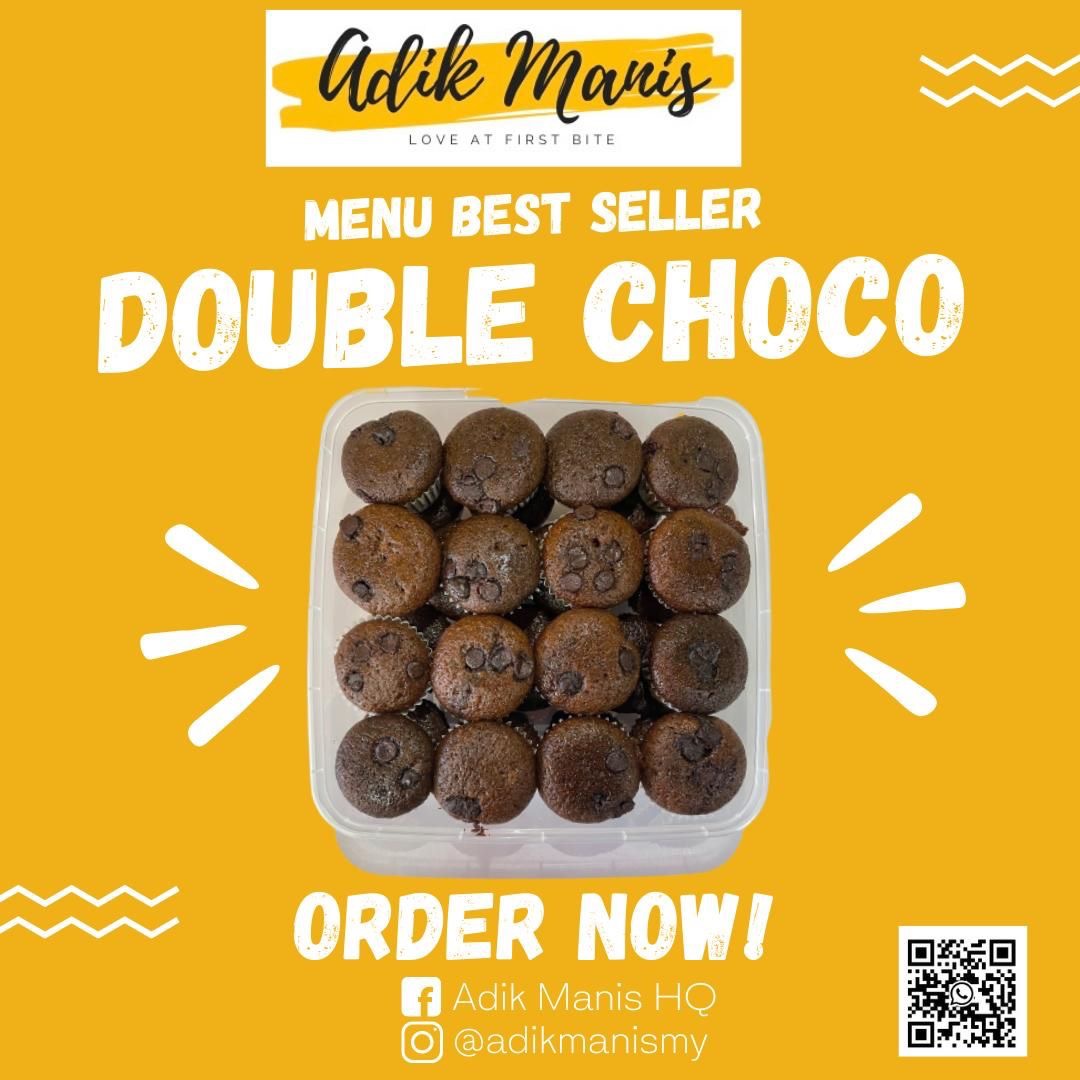 Adik Manis
LOVE AT FIRST BITE
MENU BEST SELLER
DOUBLE CHOCO
ORDER NOW!
Adik Manis HQ
@adikmanismy